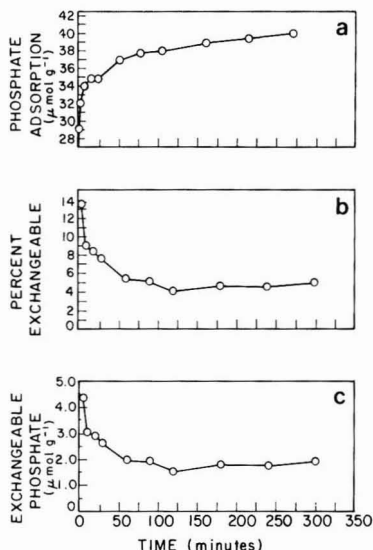 PHOSPHATE
ADSORPTION
(μmol g⁻¹)
42
40
38
36
34
32
30
28
a
PERCENT
EXCHANGEABLE
14
12
10
8
6
4
2
0
b
EXCHANGEABLE
PHOSPHATE
(μmol g⁻¹)
5.0
4.0
3.0
2.0
1.0
.0
c
0 50 100 150 200 250 300 350
TIME (minutes)